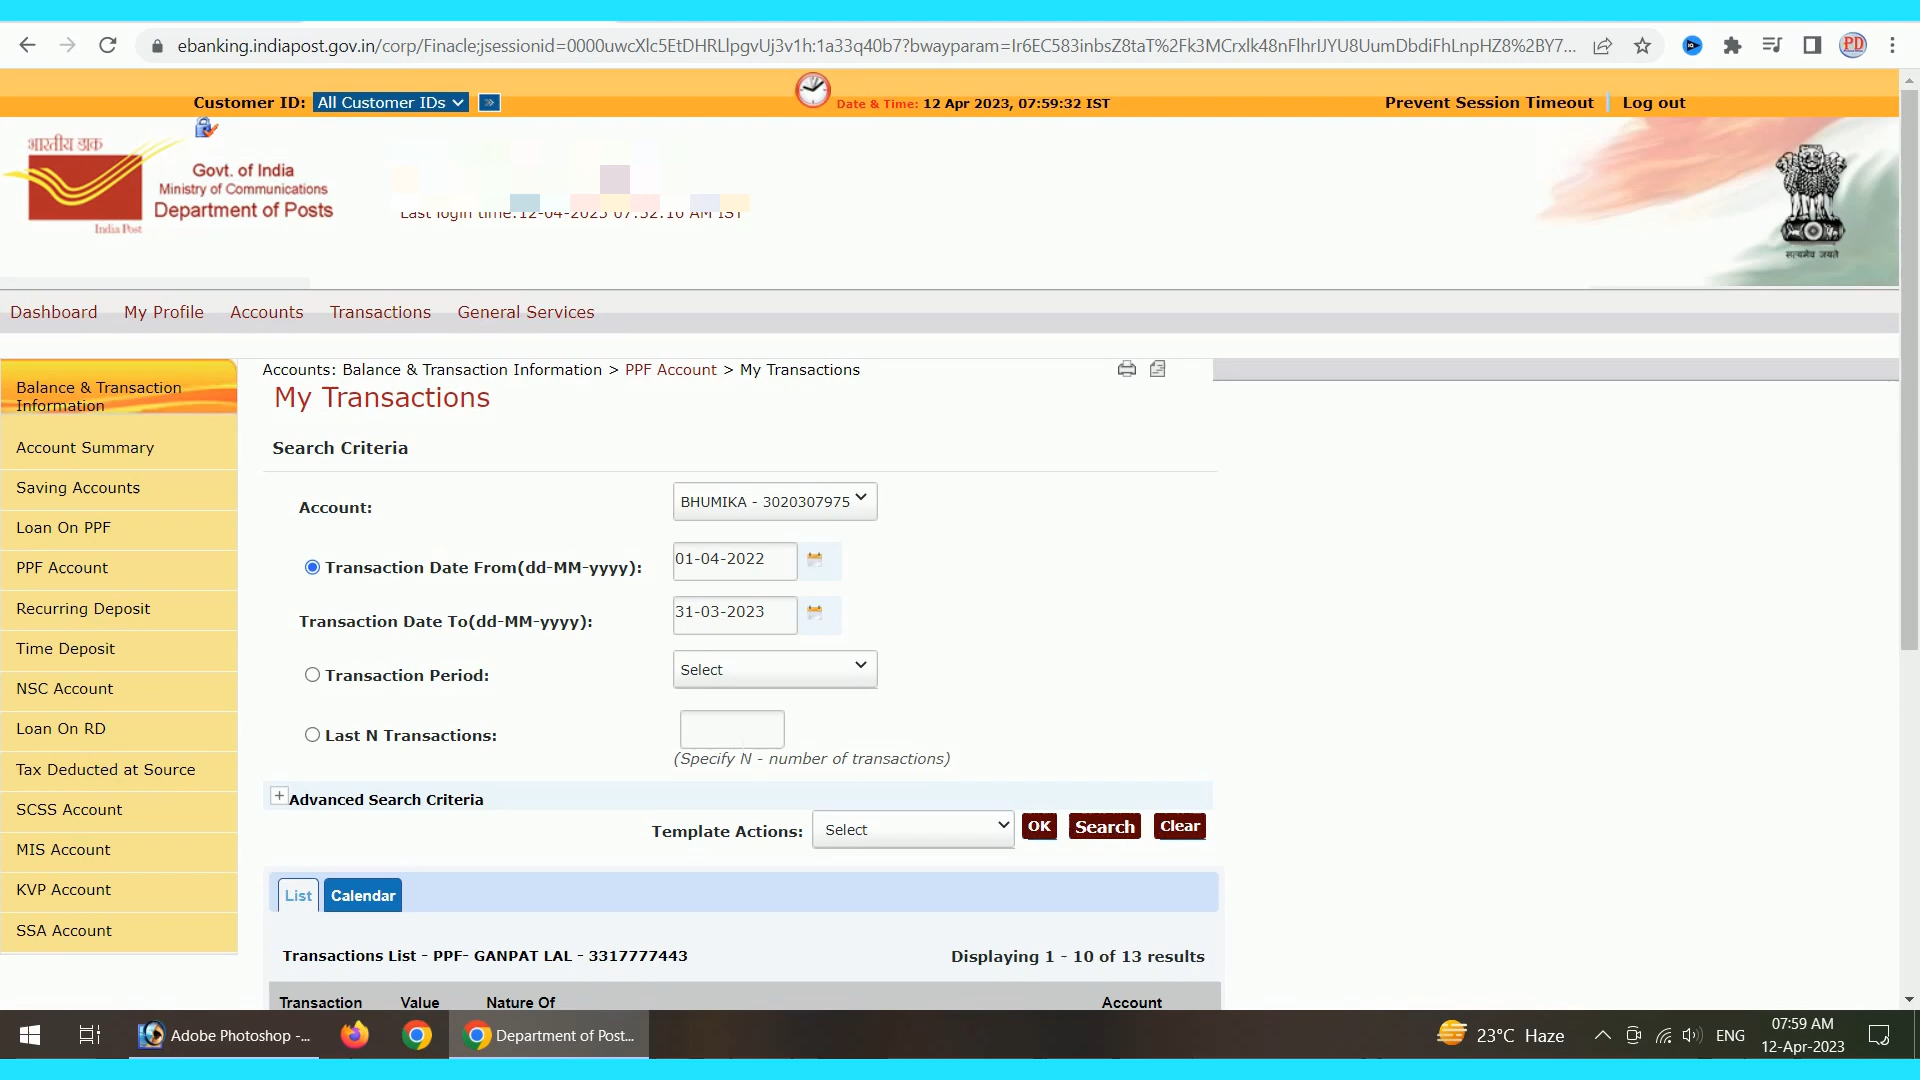 ebanking.indiapost.gov.in/corp/Finacle;jsessionid=0000uwcXlc5EtDHRLlpgvUj3v1h:1a33q40b7?bwayparam=Ir6EC583inbsZ8taT%2Fk3MCrxlk48nFlhrIJYU8UumDbdiFhLnpHZ8%2BY7...
PD
Customer ID: All Customer IDs
Date & Time: 12 Apr 2023, 07:59:32 IST
Prevent Session Timeout
Log out
भारतीय डाक
India Post
Govt. of India
Ministry of Communications
Department of Posts
सत्यमेव जयते
Dashboard My Profile Accounts Transactions General Services
Balance & Transaction Information
Account Summary
Saving Accounts
Loan On PPF
PPF Account
Recurring Deposit
Time Deposit
NSC Account
Loan On RD
Tax Deducted at Source
SCSS Account
MIS Account
KVP Account
SSA Account
Accounts: Balance & Transaction Information > PPF Account > My Transactions
My Transactions
Search Criteria
Account: BHUMIKA - 3020307975
Transaction Date From(dd-MM-yyyy): 01-04-2022
Transaction Date To(dd-MM-yyyy): 31-03-2023
Transaction Period: Select
Last N Transactions:
(Specify N - number of transactions)
+ Advanced Search Criteria
Template Actions: Select OK Search Clear
List Calendar
Transactions List - PPF- GANPAT LAL - 3317777443 Displaying 1 - 10 of 13 results
Transaction Value Nature Of Account
Adobe Photoshop -...
Department of Post...
23°C Haze
ENG
07:59 AM
12-Apr-2023